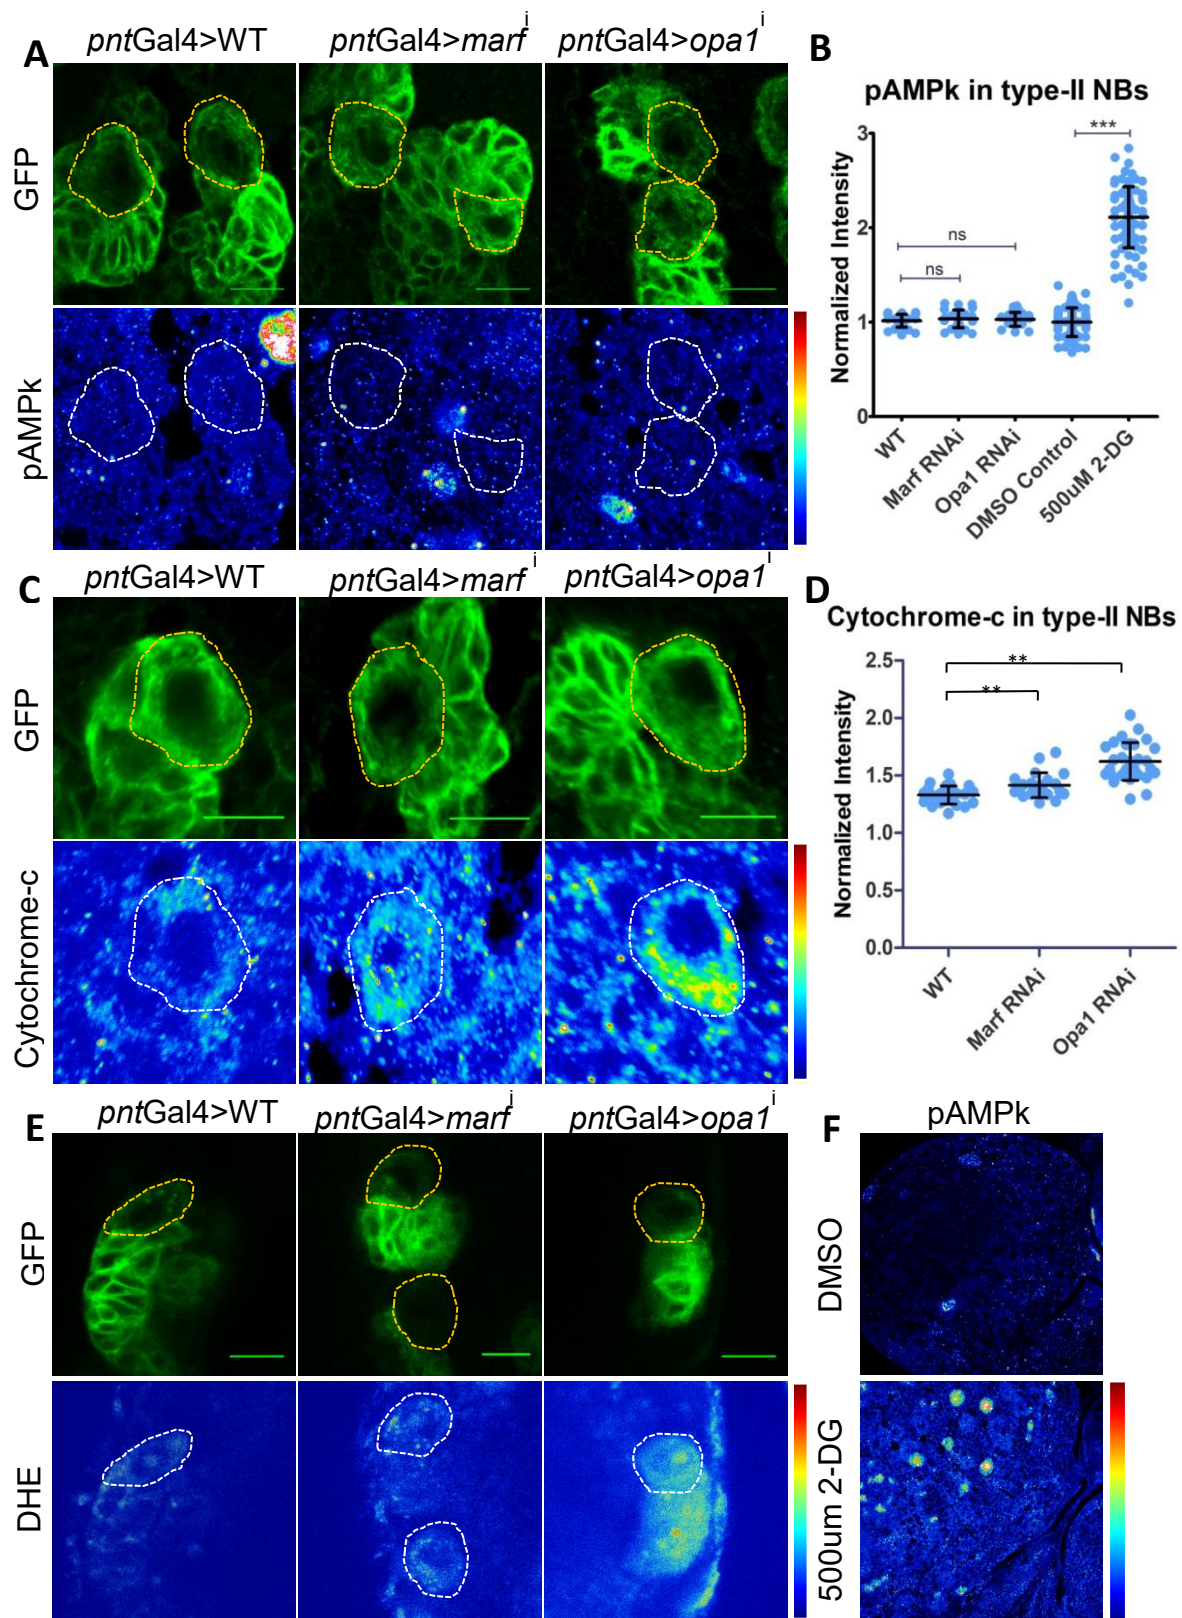 A
pntGal4>WT
pntGal4>marf i
pntGal4>opa1 i
GFP
pAMPk
B
pAMPk in type-II NBs
Normalized Intensity
3
2
1
0
***
ns
ns
WT
Marf RNAi
Opa1 RNAi
DMSO Control
500uM 2-DG
C
pntGal4>WT
pntGal4>marf i
pntGal4>opa1 i
GFP
Cytochrome-c
D
Cytochrome-c in type-II NBs
Normalized Intensity
2.5
2.0
1.5
1.0
0.5
0.0
**
**
WT
Marf RNAi
Opa1 RNAi
E
pntGal4>WT
pntGal4>marf i
pntGal4>opa1 i
GFP
DHE
F
pAMPk
DMSO
500um 2-DG